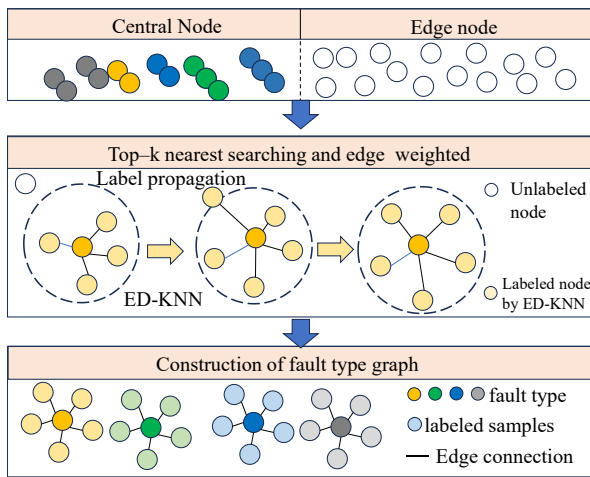 Central Node
Edge node
Top–k nearest searching and edge weighted
Label propagation
Unlabeled
node
ED-KNN
Labeled node
by ED-KNN
Construction of fault type graph
fault type
labeled samples
Edge connection